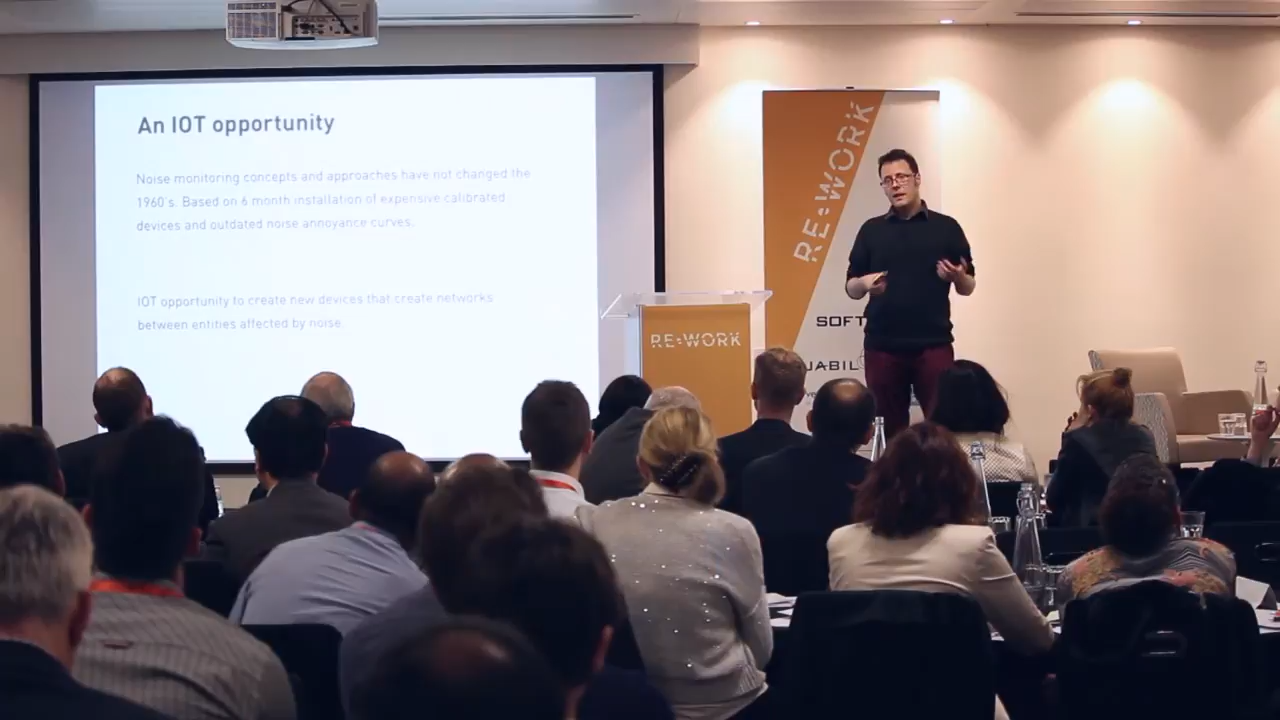 An IOT opportunity
Noise monitoring concepts and approaches have not changed the
1960's. Based on 6 month installation of expensive calibrated
devices and outdated noise annoyance curves.
IOT opportunity to create new devices that create networks
between entities affected by noise.
RE•WORK
RE•WORK
SOFT
JABIL